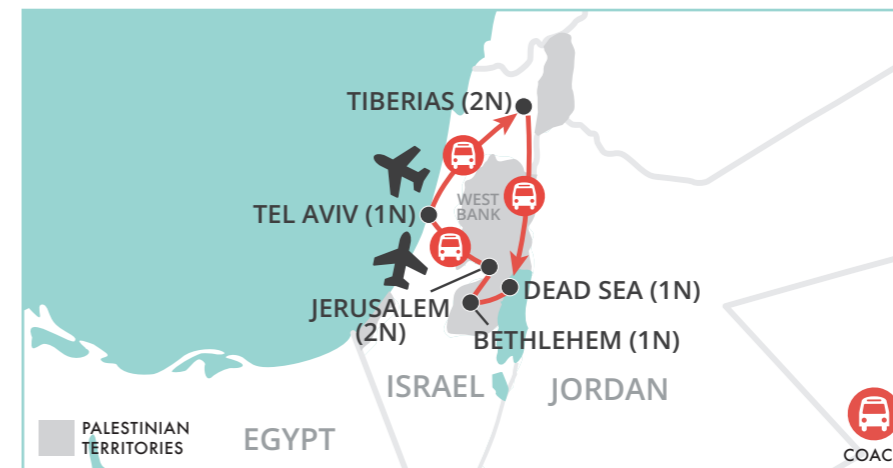 TIBERIAS (2N)
WEST
BANK
TEL AVIV (1N)
DEAD SEA (1N)
JERUSALEM
(2N)
BETHLEHEM (1N)
ISRAEL
JORDAN
PALESTINIAN
TERRITORIES
EGYPT
COAC